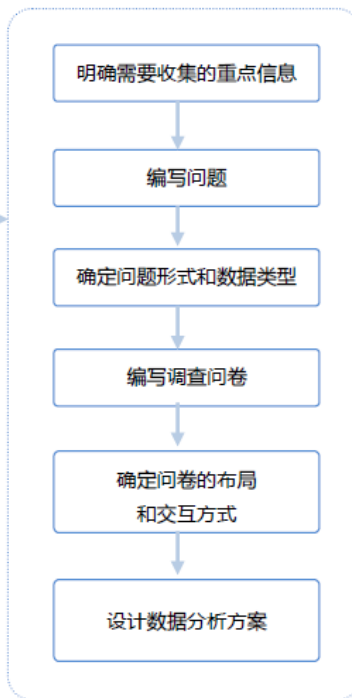 明确需要收集的重点信息
编写问题
确定问题形式和数据类型
编写调查问卷
确定问卷的布局
和交互方式
设计数据分析方案